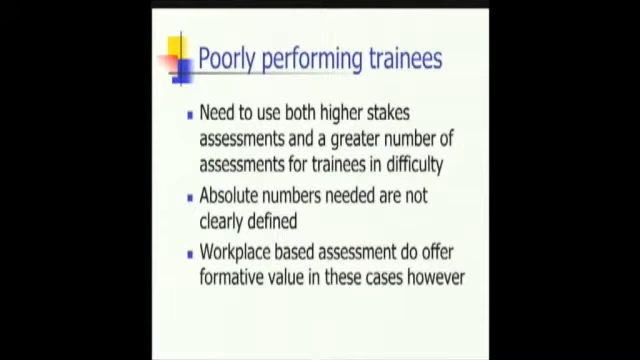 Poorly performing trainees
Need to use both higher stakes
assessments and a greater number of
assessments for trainees in difficulty
Absolute numbers needed are not
clearly defined
Workplace based assessment do offer
formative value in these cases however